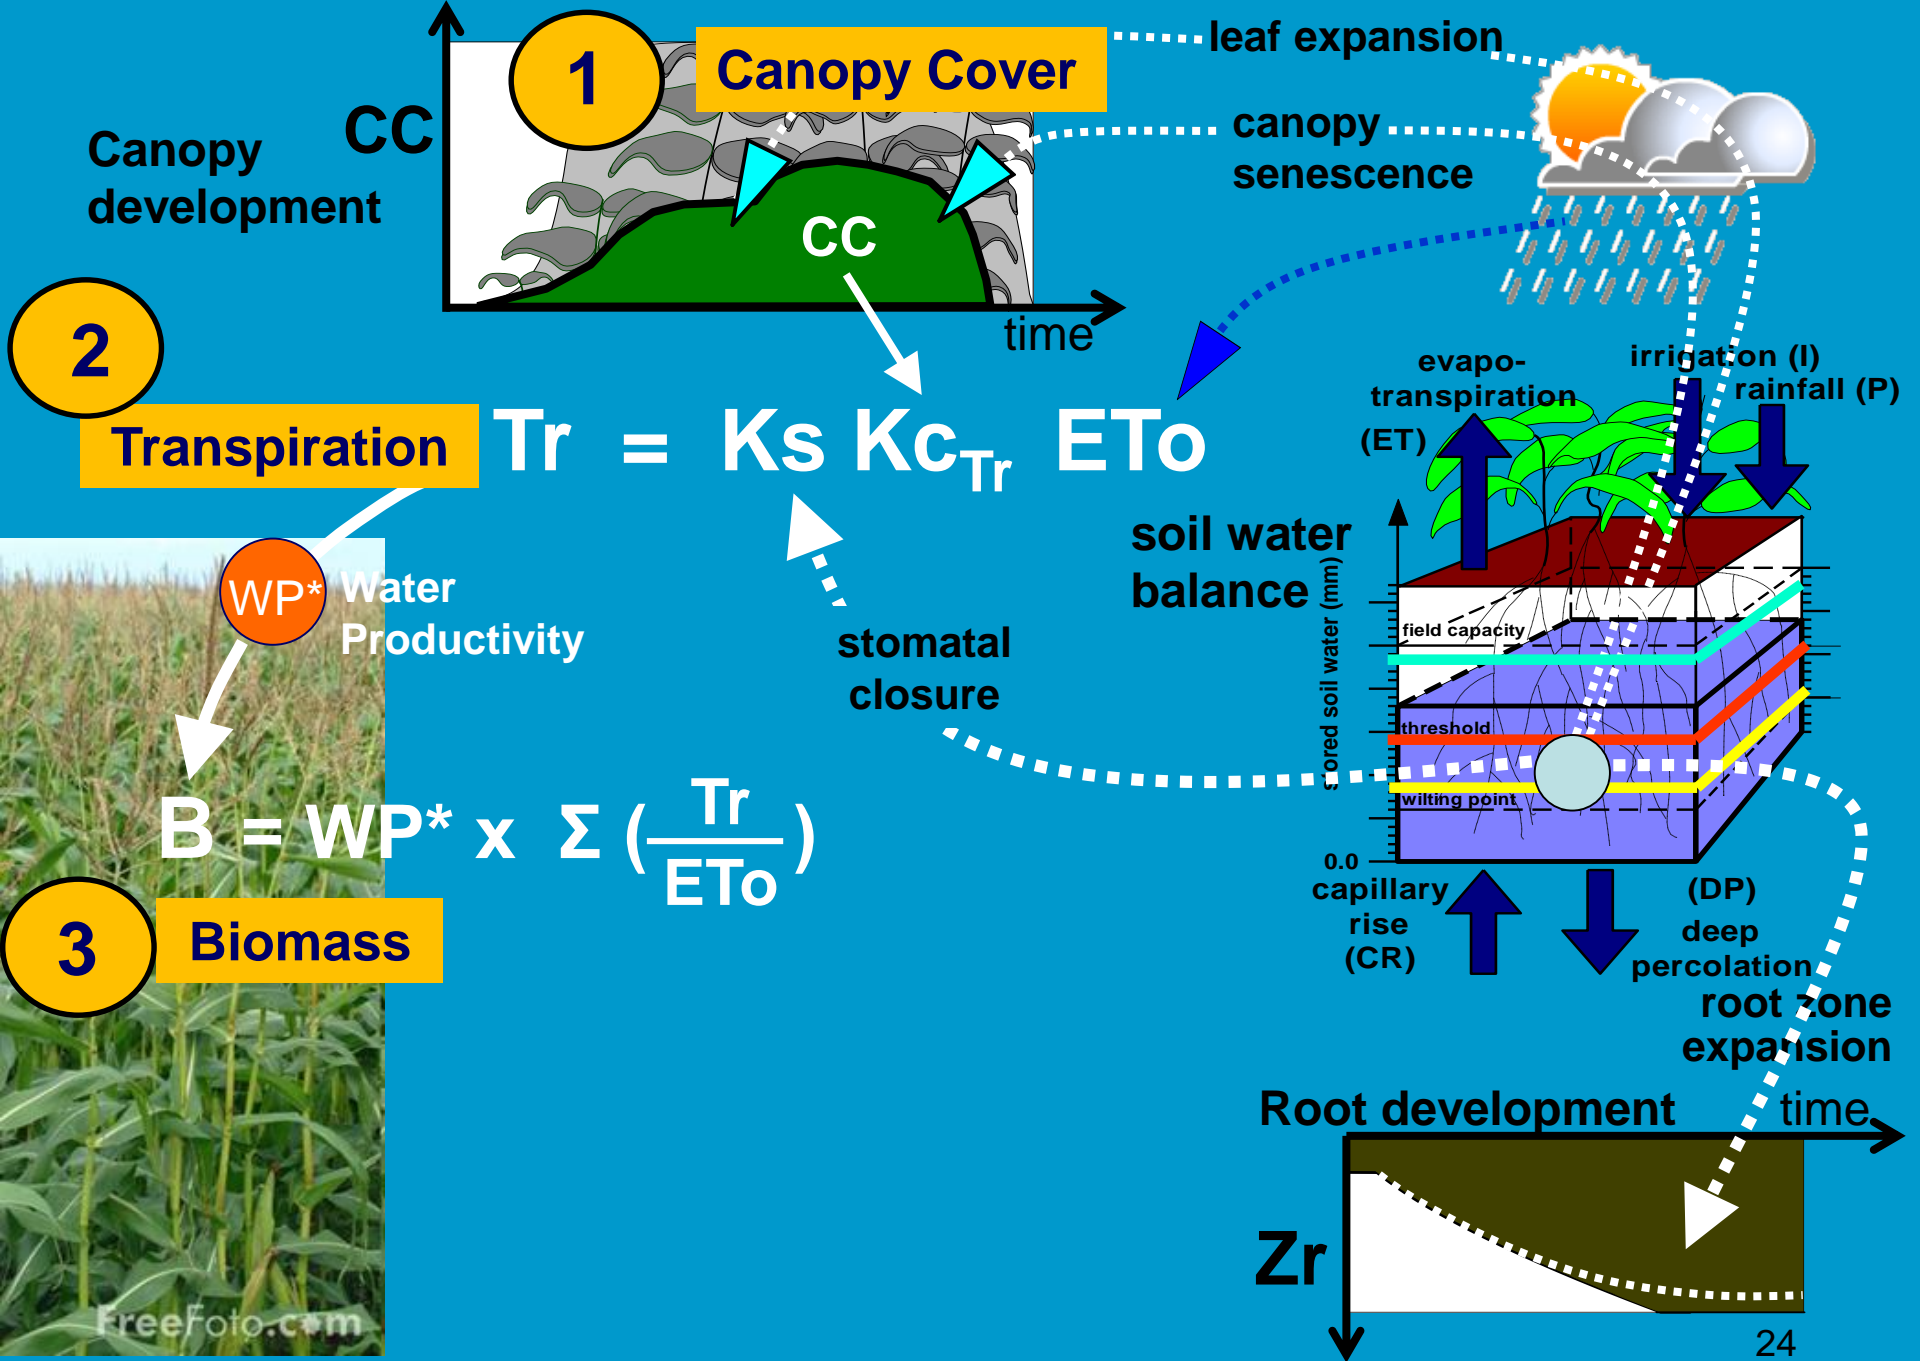 1
Canopy Cover
leaf expansion
CC
Canopy
development
canopy
senescence
CC
time
2
Transpiration
Tr = Ks KcTr ETo
evapo-
transpiration
(ET)
irrigation (I)
rainfall (P)
soil water
balance
WP*
Water
Productivity
stomatal
closure
stored soil water (mm)
field capacity
threshold
wilting point
0.0
B = WP* x Σ (Tr
ETo)
3
Biomass
capillary
rise
(CR)
(DP)
deep
percolation
root zone
expansion
Root development
time
Zr
FreeFoto.com
24